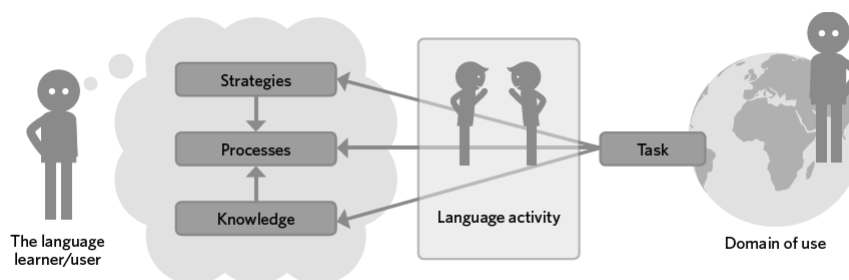 Strategies
Processes
Task
Knowledge
Language activity
The language
learner/user
Domain of use